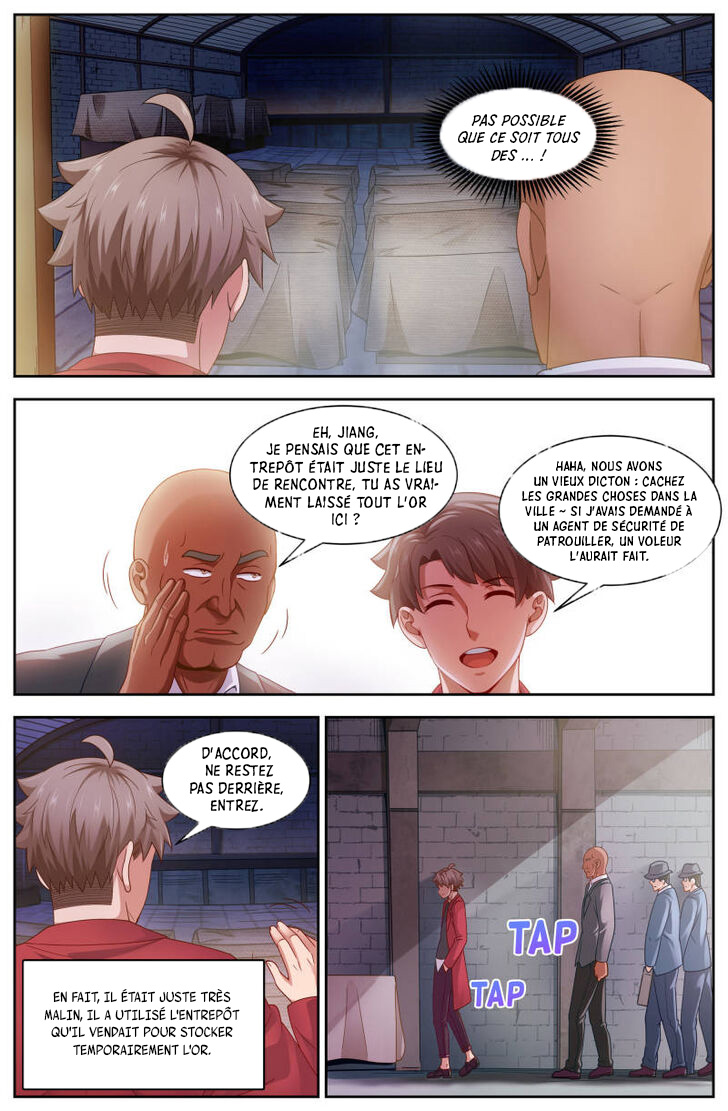 PAS POSSIBLE
QUE CE SOIT TOUS
DES ... !
EH, JIANG,
JE PENSAIS QUE CET EN-
TREPÔT ÉTAIT JUSTE LE LIEU
DE RENCONTRE, TU AS VRAI-
MENT LAISSÉ TOUT L'OR
ICI ?
HAHA, NOUS AVONS
UN VIEUX DICTON : CACHEZ
LES GRANDES CHOSES DANS LA
VILLE ~ SI J'AVAIS DEMANDÉ À
UN AGENT DE SÉCURITÉ DE
PATROUILLER, UN VOLEUR
L'AURAIT FAIT.
D'ACCORD,
NE RESTEZ
PAS DERRIÈRE,
ENTREZ.
EN FAIT, IL ÉTAIT JUSTE TRÈS
MALIN, IL A UTILISÉ L'ENTREPÔT
QU'IL VENDAIT POUR STOCKER
TEMPORAIREMENT L'OR.
TAP
TAP